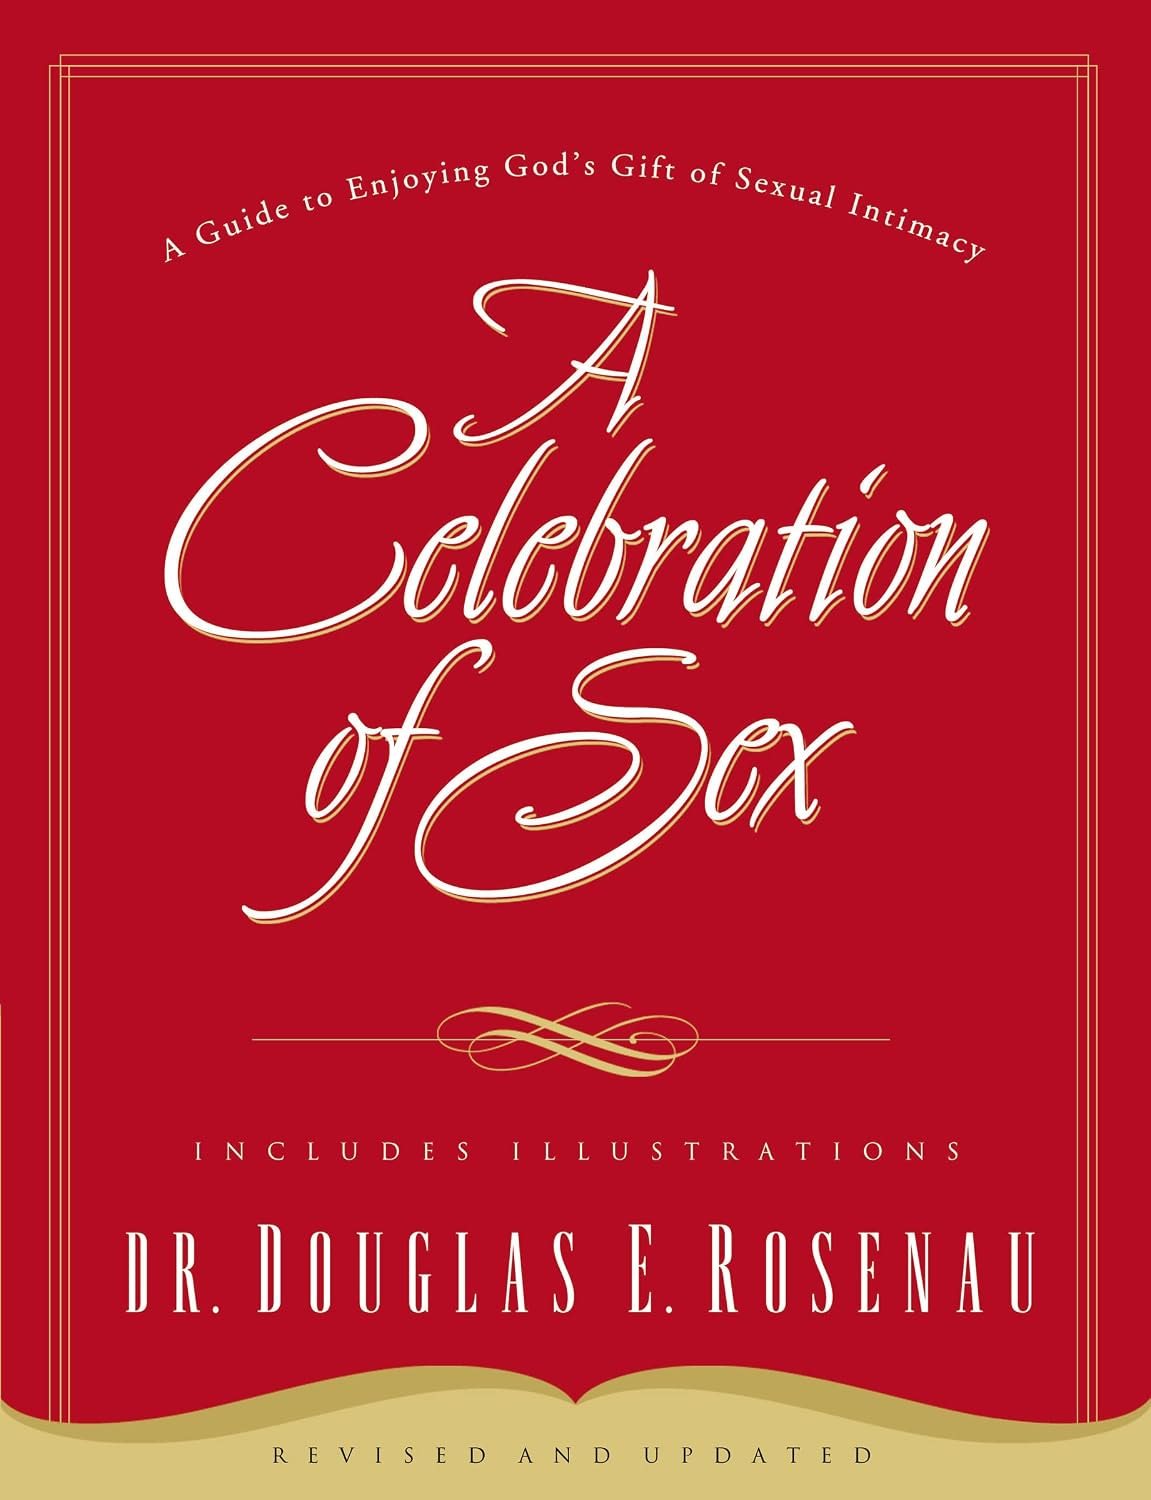 A Guide to Enjoying God's Gift of Sexual Intimacy
A
Celebration
of Sex
INCLUDES ILLUSTRATIONS
DR. DOUGLAS E. ROSENAU
REVISED AND UPDATED